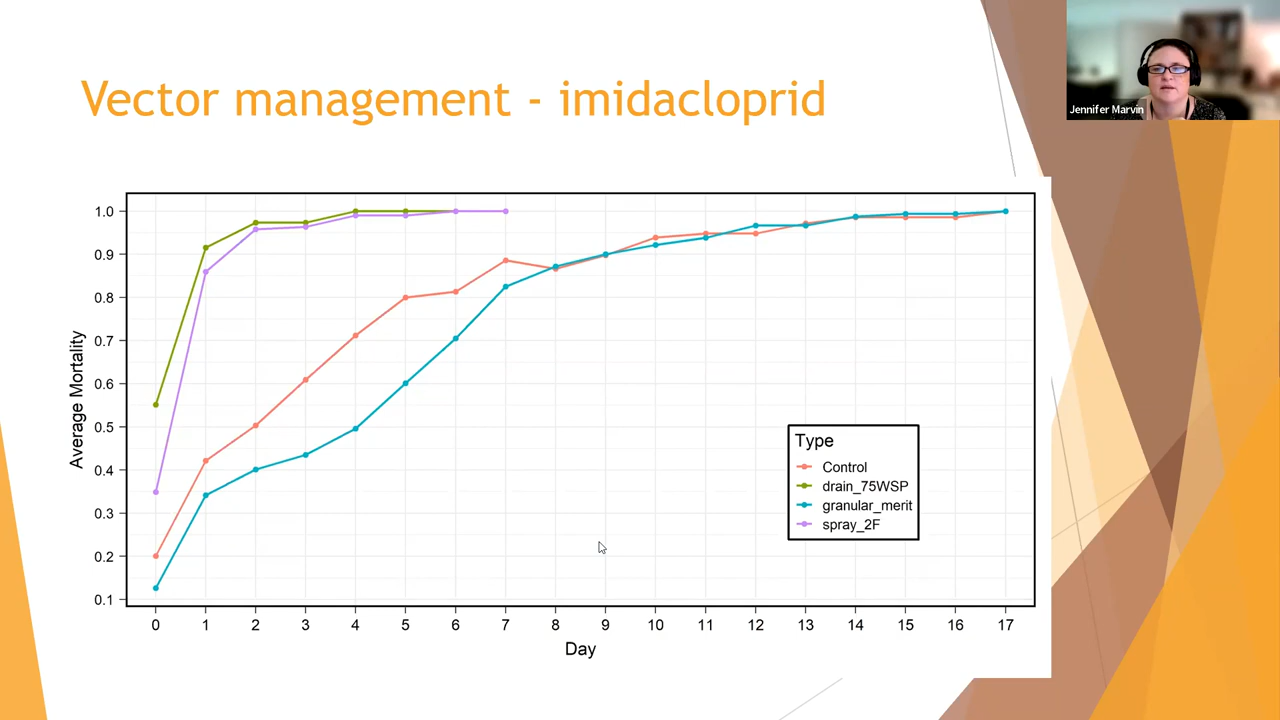 Vector management - imidacloprid
Jennifer Marvin
Average Mortality
1.0
0.9
0.8
0.7
0.6
0.5
0.4
0.3
0.2
0.1
Type
Control
drain_75WSP
granular_merit
spray_2F
0 1 2 3 4 5 6 7 8 9 10 11 12 13 14 15 16 17
Day